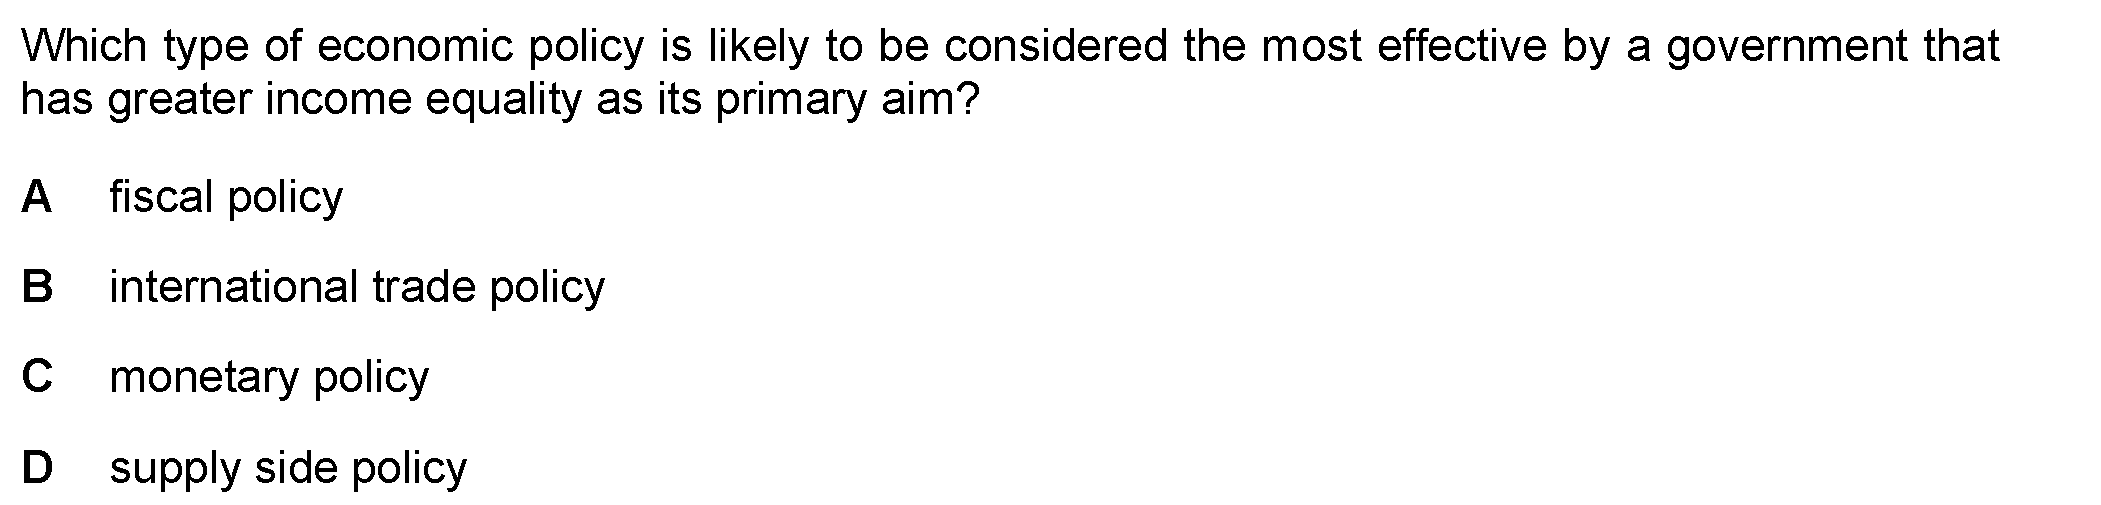 Which type of economic policy is likely to be considered the most effective by a government that
has greater income equality as its primary aim?
A fiscal policy
B international trade policy
C monetary policy
D supply side policy